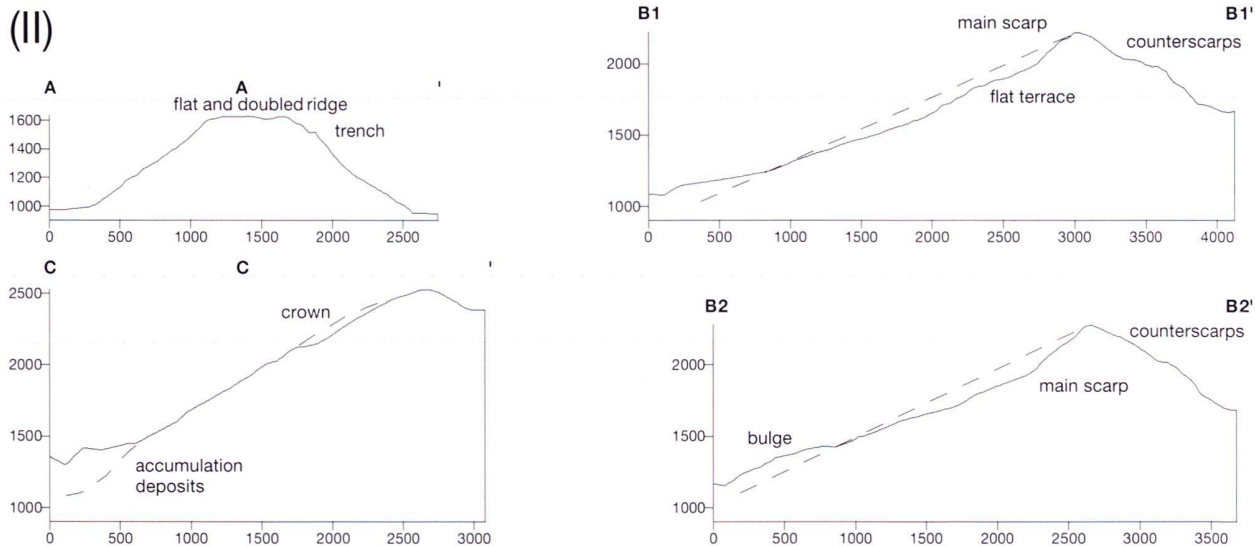 (II)
A A '
flat and doubled ridge
trench
1600
1400
1200
1000
0 500 1000 1500 2000 2500
B1 B1'
main scarp
counterscarps
flat terrace
2000
1500
1000
0 500 1000 1500 2000 2500 3000 3500 4000
C C '
crown
accumulation
deposits
2500
2000
1500
1000
0 500 1000 1500 2000 2500 3000
B2 B2'
counterscarps
main scarp
bulge
2000
1500
1000
0 500 1000 1500 2000 2500 3000 3500